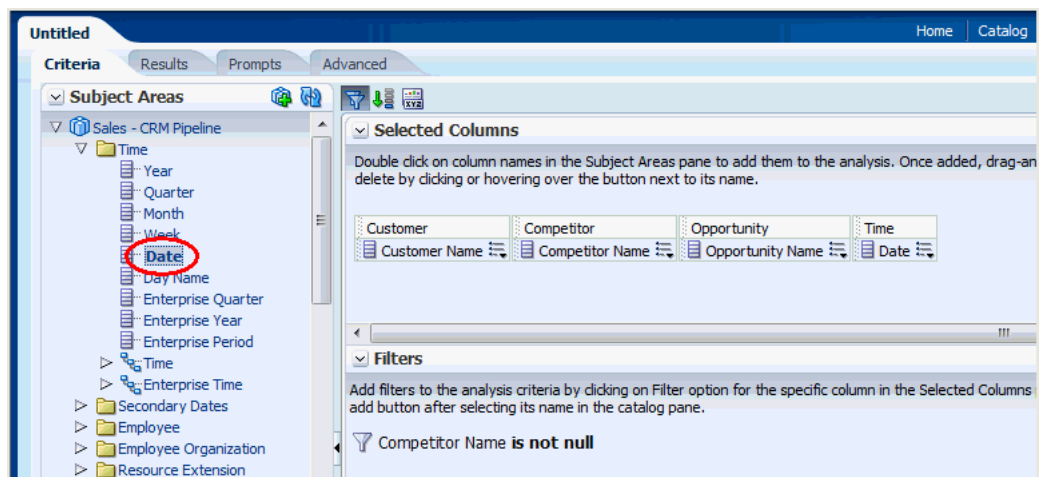 Untitled
Home
Catalog
Criteria
Results
Prompts
Advanced
Subject Areas
Sales - CRM Pipeline
Time
Year
Quarter
Month
Week
Date
Day Name
Enterprise Quarter
Enterprise Year
Enterprise Period
Time
Enterprise Time
Secondary Dates
Employee
Employee Organization
Resource Extension
XYZ
Selected Columns
Double click on column names in the Subject Areas pane to add them to the analysis. Once added, drag-an
delete by clicking or hovering over the button next to its name.
Customer
Competitor
Opportunity
Time
Customer Name
Competitor Name
Opportunity Name
Date
Filters
Add filters to the analysis criteria by clicking on Filter option for the specific column in the Selected Columns
add button after selecting its name in the catalog pane.
Competitor Name is not null